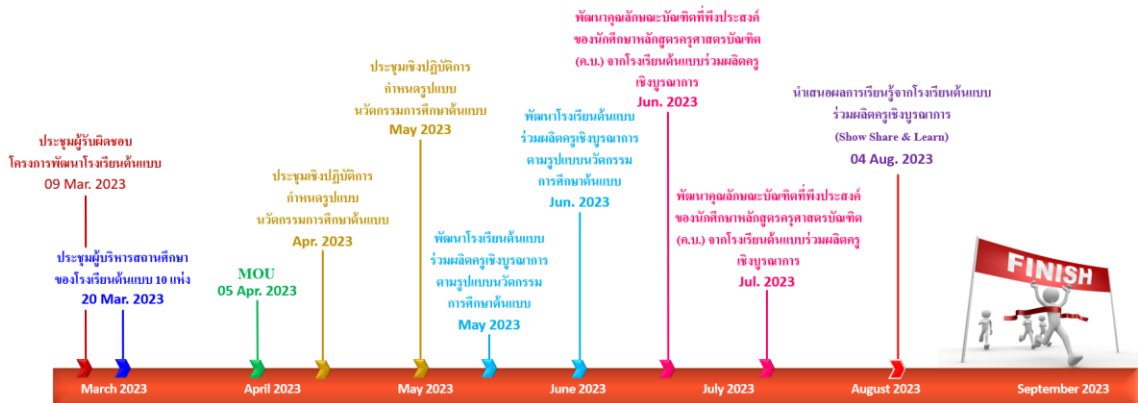 ประชุมผู้รับผิดชอบ
โครงการพัฒนาโรงเรียนต้นแบบ
09 Mar. 2023
ประชุมผู้บริหารสถานศึกษา
ของโรงเรียนต้นแบบ 10 แห่ง
20 Mar. 2023
MOU
05 Apr. 2023
ประชุมเชิงปฏิบัติการ
กำหนดรูปแบบ
นวัตกรรมการศึกษาต้นแบบ
Apr. 2023
ประชุมเชิงปฏิบัติการ
กำหนดรูปแบบ
นวัตกรรมการศึกษาต้นแบบ
May 2023
พัฒนาโรงเรียนต้นแบบ
ร่วมผลิตครูเชิงบูรณาการ
ตามรูปแบบนวัตกรรม
การศึกษาต้นแบบ
May 2023
พัฒนาโรงเรียนต้นแบบ
ร่วมผลิตครูเชิงบูรณาการ
ตามรูปแบบนวัตกรรม
การศึกษาต้นแบบ
Jun. 2023
พัฒนาคุณลักษณะบัณฑิตที่พึงประสงค์
ของนักศึกษาหลักสูตรครุศาสตรบัณฑิต
(ค.บ.) จากโรงเรียนต้นแบบร่วมผลิตครู
เชิงบูรณาการ
Jun. 2023
พัฒนาคุณลักษณะบัณฑิตที่พึงประสงค์
ของนักศึกษาหลักสูตรครุศาสตรบัณฑิต
(ค.บ.) จากโรงเรียนต้นแบบร่วมผลิตครู
เชิงบูรณาการ
Jul. 2023
นำเสนอผลการเรียนรู้จากโรงเรียนต้นแบบ
ร่วมผลิตครูเชิงบูรณาการ
(Show Share & Learn)
04 Aug. 2023
FINISH
March 2023
April 2023
May 2023
June 2023
July 2023
August 2023
September 2023